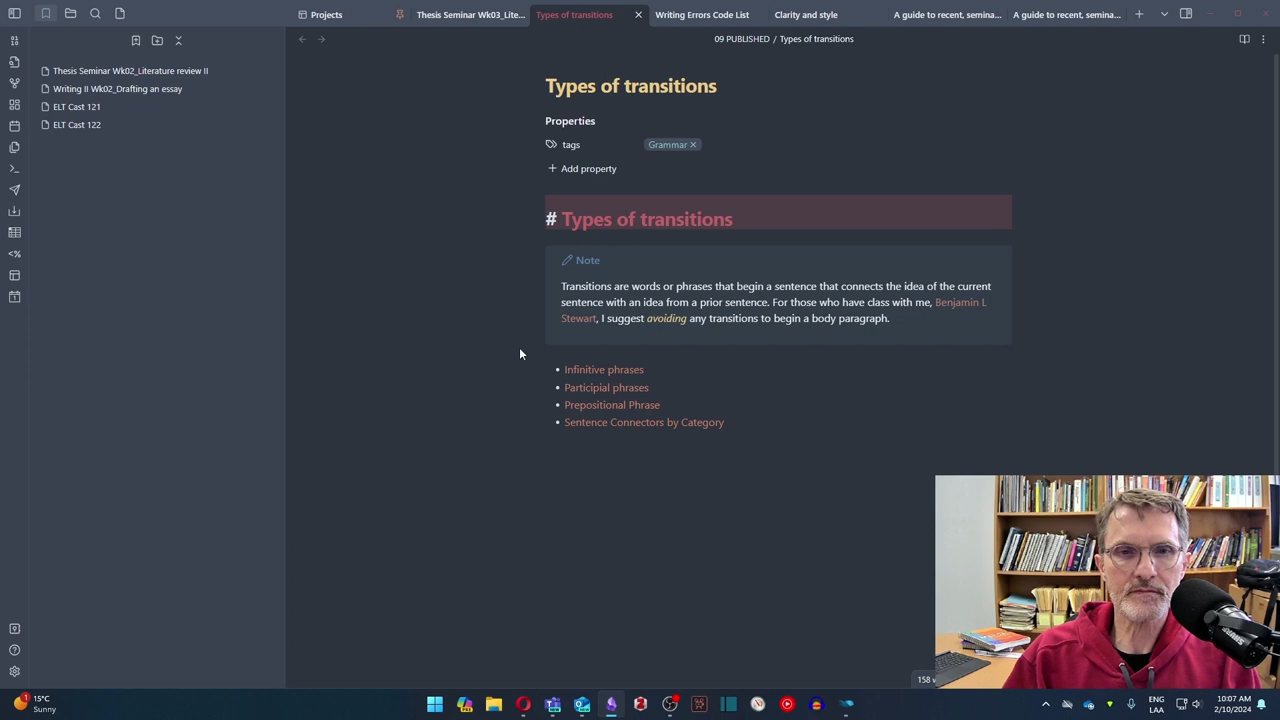 Projects
Thesis Seminar Wk03_Lite...
Types of transitions
Writing Errors Code List
Clarity and style
A guide to recent, semina...
A guide to recent, semina...
09 PUBLISHED / Types of transitions
Thesis Seminar Wk02_Literature review II
Writing II Wk02_Drafting an essay
ELT Cast 121
ELT Cast 122
Types of transitions
Properties
tags
Grammar
Add property
# Types of transitions
Note
Transitions are words or phrases that begin a sentence that connects the idea of the current
sentence with an idea from a prior sentence. For those who have class with me, Benjamin L
Stewart, I suggest avoiding any transitions to begin a body paragraph.
• Infinitive phrases
• Participial phrases
• Prepositional Phrase
• Sentence Connectors by Category
158 w
1
15°C
Sunny
ENG
LAA
10:07 AM
2/10/2024